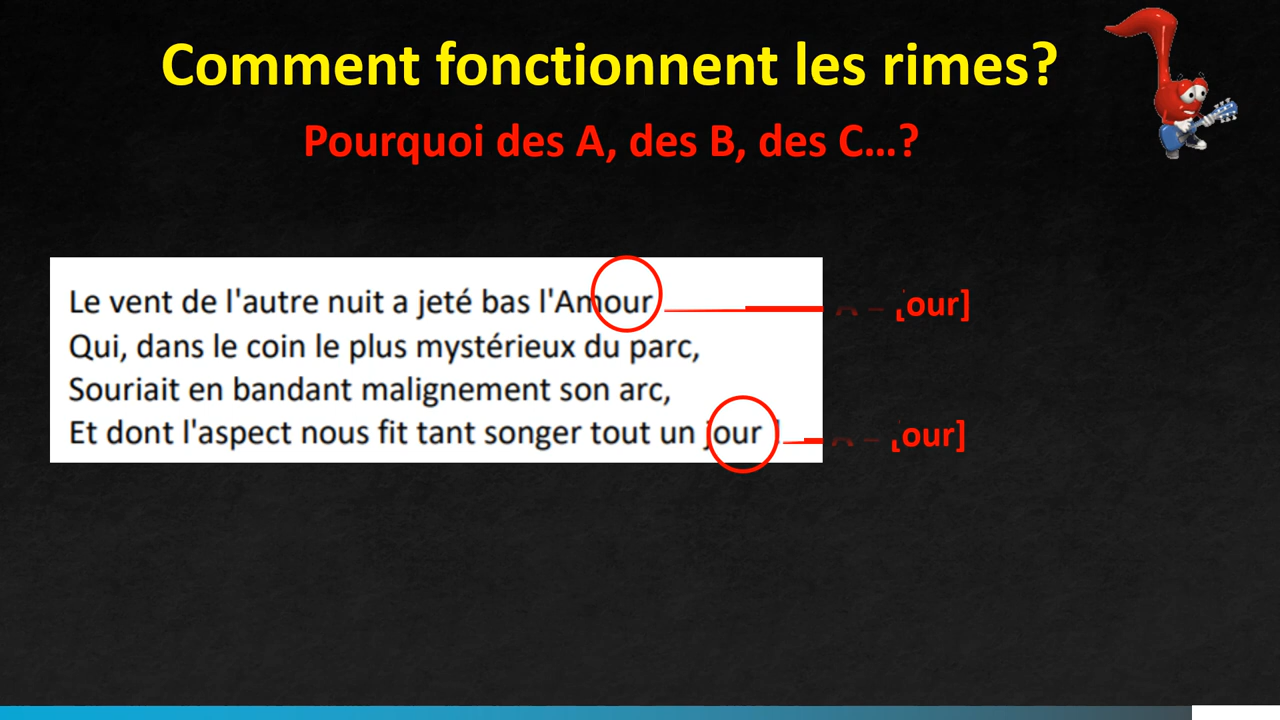 Comment fonctionnent les rimes?
Pourquoi des A, des B, des C...?
Le vent de l'autre nuit a jeté bas l'Amour
our]
Qui, dans le coin le plus mystérieux du parc,
Souriait en bandant malignement son arc,
Et dont l'aspect nous fit tant songer tout un jour
our]